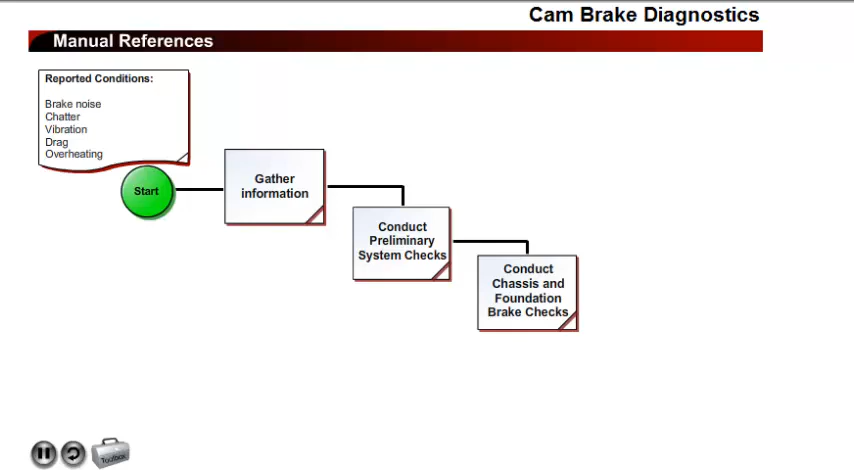 Cam Brake Diagnostics
Manual References
Reported Conditions:
Brake noise
Chatter
Vibration
Drag
Overheating
Start
Gather
information
Conduct
Preliminary
System Checks
Conduct
Chassis and
Foundation
Brake Checks
Toolbox